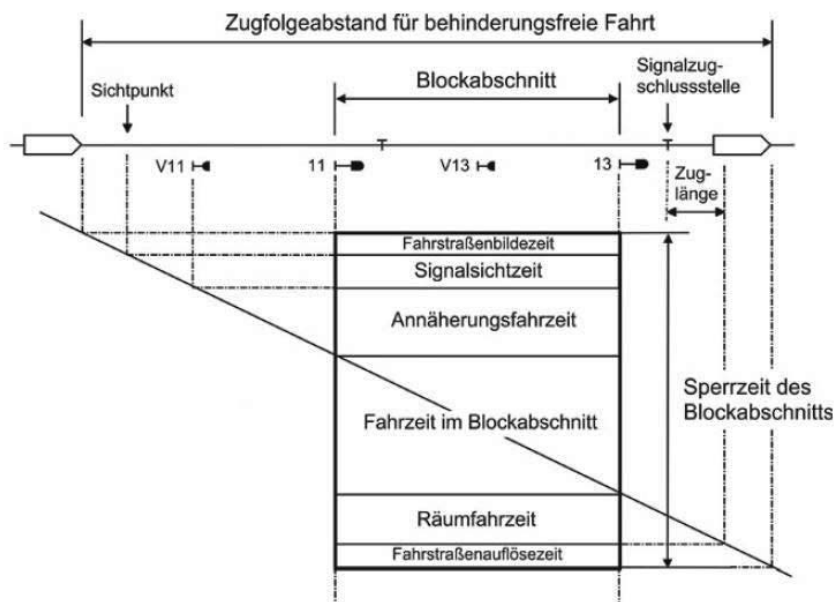 Zugfolgeabstand für behinderungsfreie Fahrt
Sichtpunkt
Blockabschnitt
Signalzug-
schlussstelle
V11
11
V13
13
Zug-
länge
Fahrstraßenbildezeit
Signalsichtzeit
Annäherungsfahrzeit
Fahrzeit im Blockabschnitt
Sperrzeit des
Blockabschnitts
Räumfahrzeit
Fahrstraßenauflösezeit